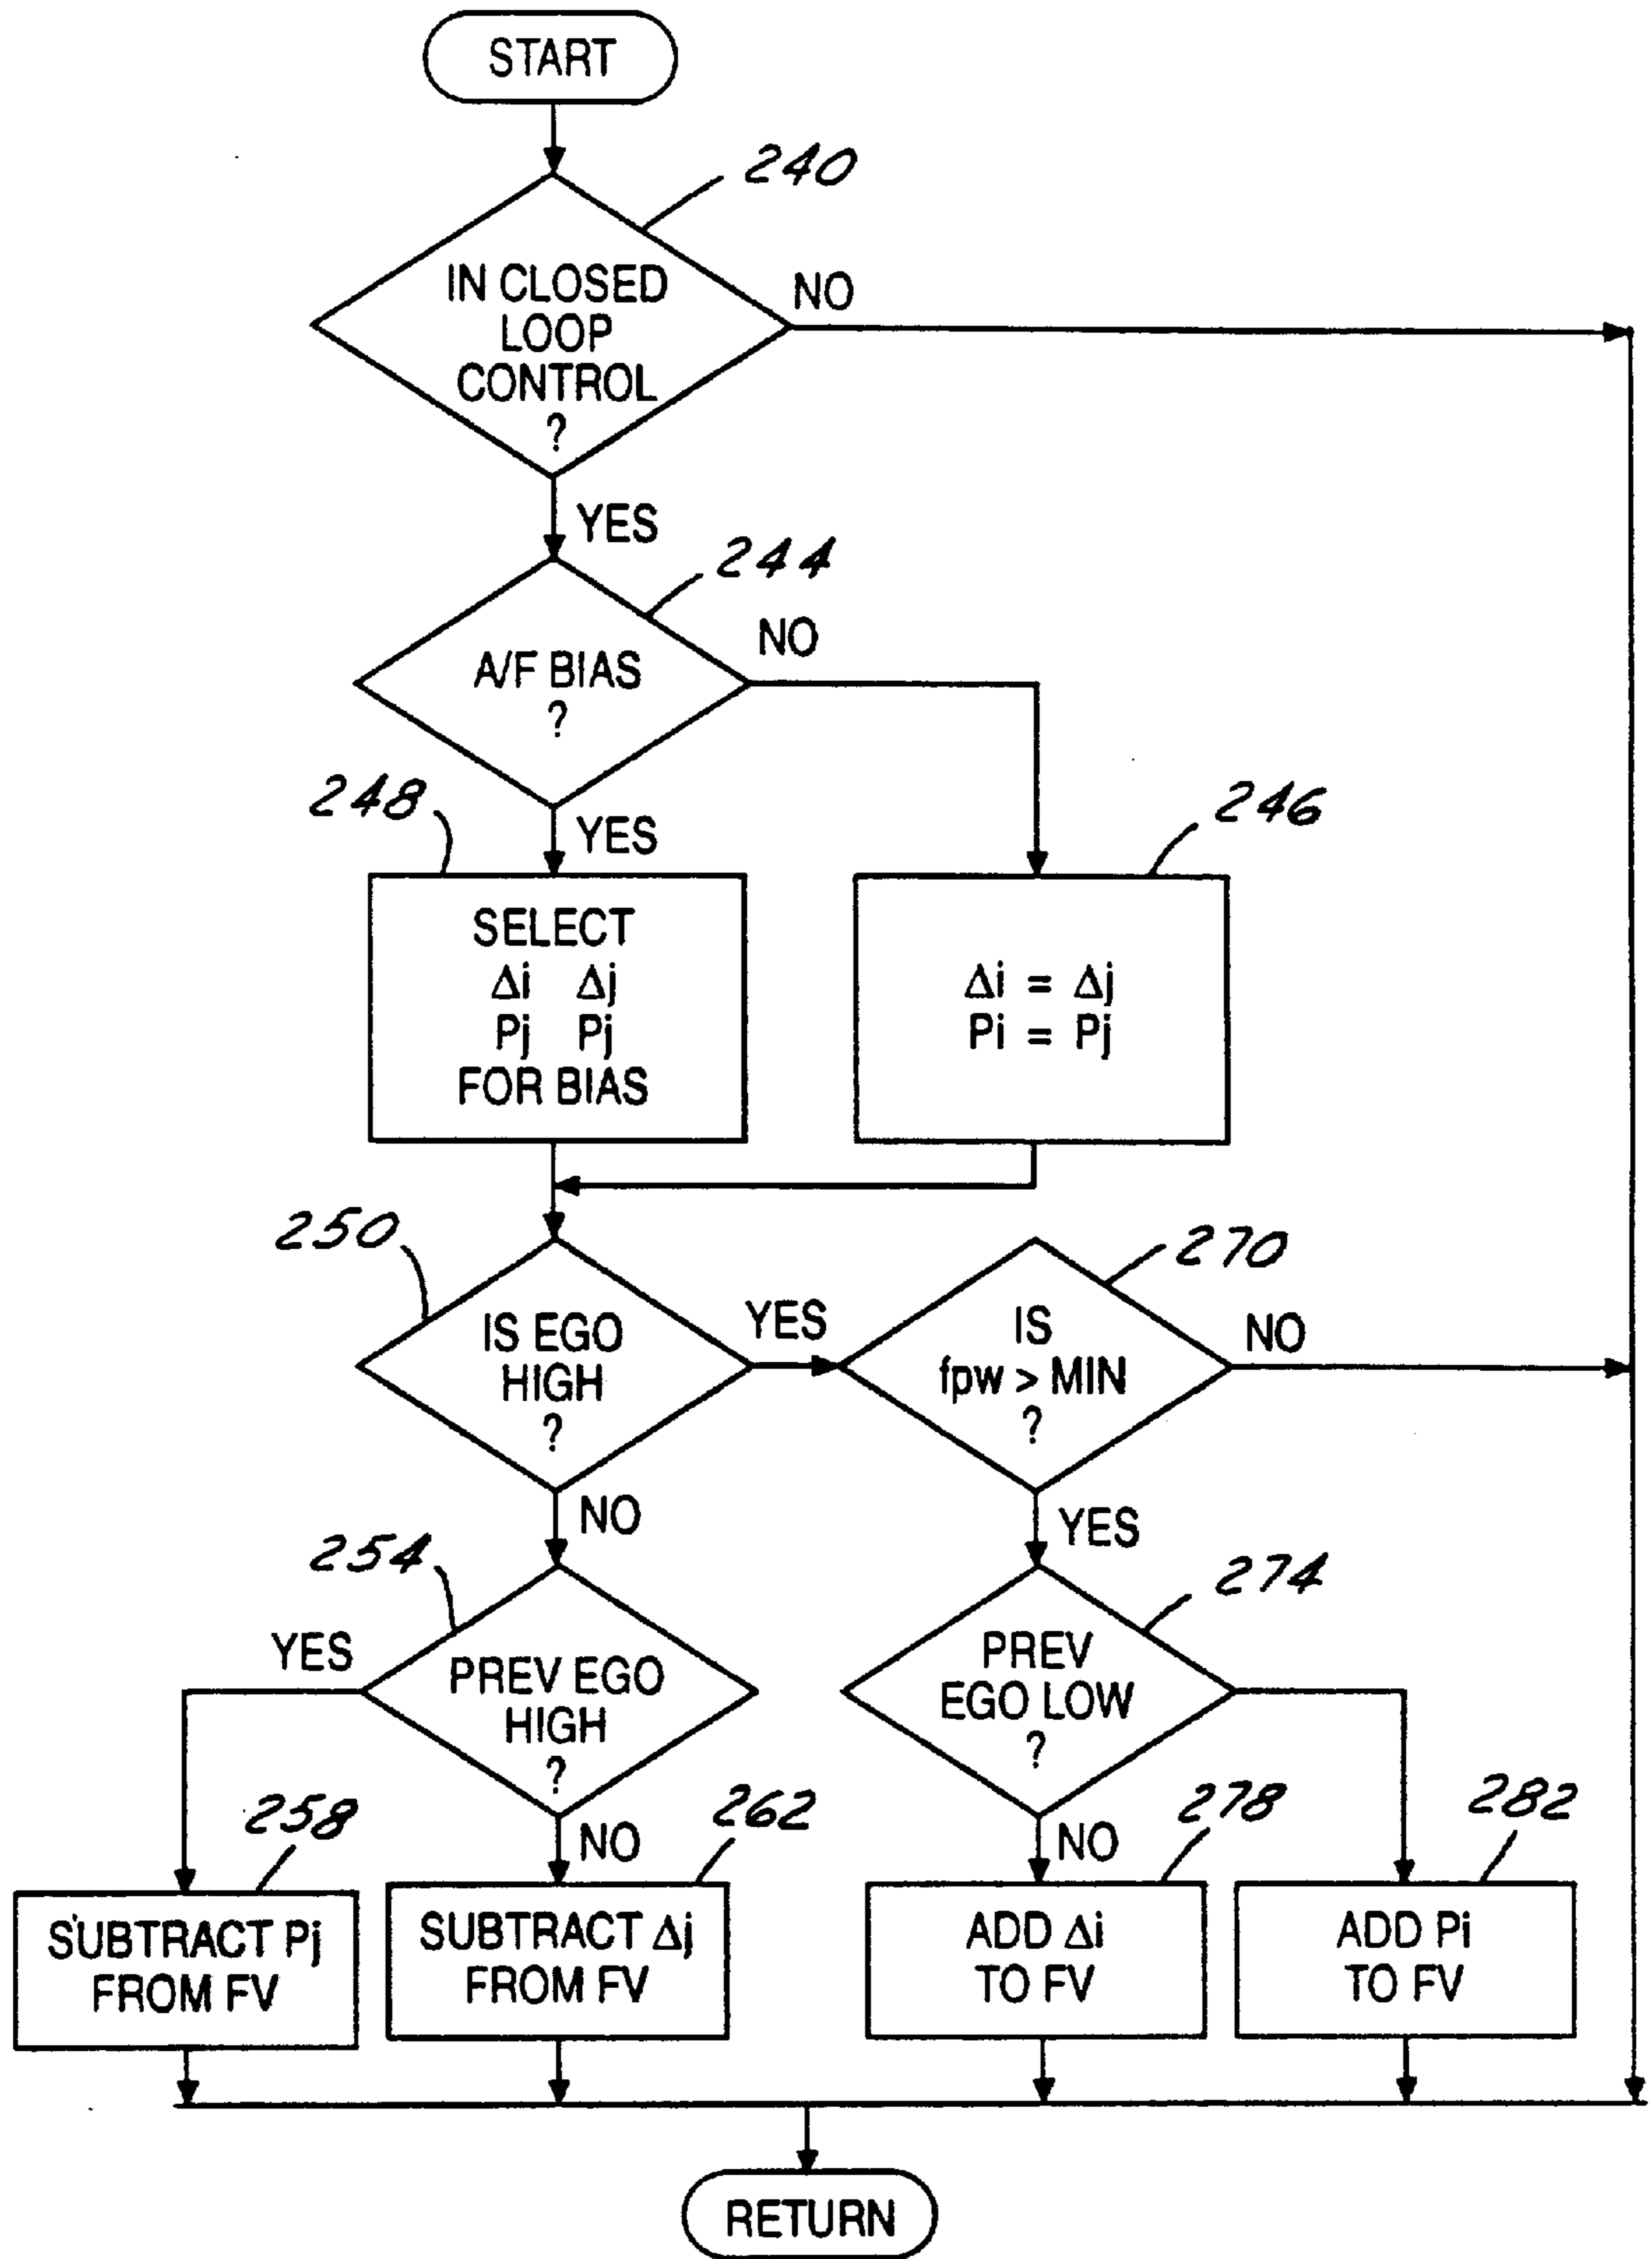 START
240
IN CLOSED
LOOP
CONTROL
?
NO
YES
244
A/F BIAS
?
NO
YES
248
SELECT
Δi Δj
Pj Pj
FOR BIAS
246
Δi = Δj
Pi = Pj
250
IS EGO
HIGH
?
YES
270
IS
fpw > MIN
?
NO
NO
YES
254
PREV EGO
HIGH
?
YES
NO
274
PREV
EGO LOW
?
NO
258
SUBTRACT Pj
FROM FV
262
SUBTRACT Δj
FROM FV
278
ADD Δi
TO FV
282
ADD Pi
TO FV
RETURN